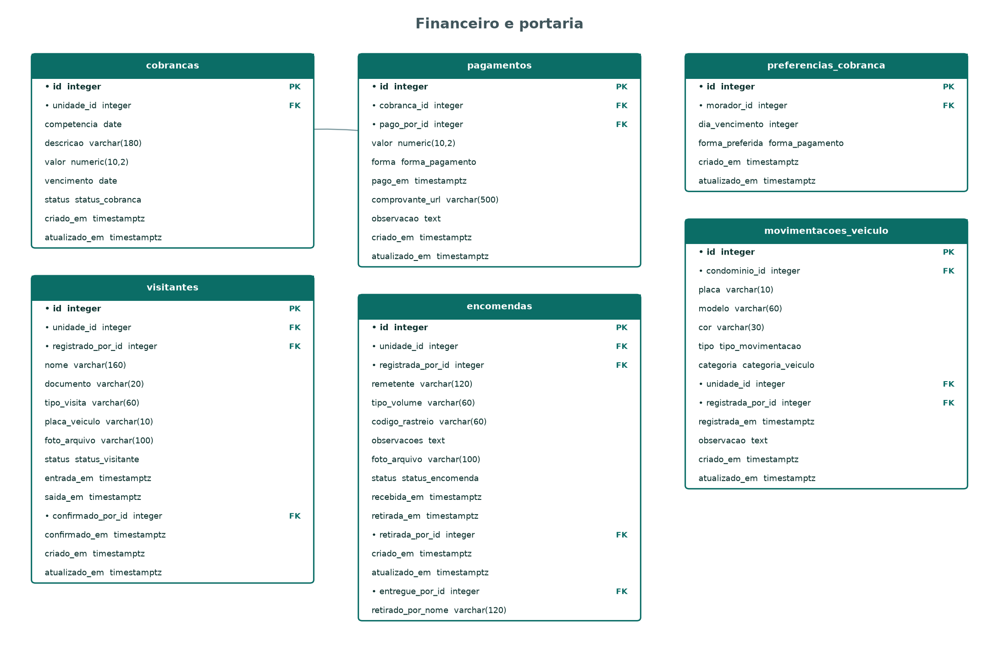 Financeiro e portaria
cobrancas
• id integer PK
• unidade_id integer FK
competencia date
descricao varchar(180)
valor numeric(10,2)
vencimento date
status status_cobranca
criado_em timestamptz
atualizado_em timestamptz
pagamentos
• id integer PK
• cobranca_id integer FK
• pago_por_id integer FK
valor numeric(10,2)
forma forma_pagamento
pago_em timestamptz
comprovante_url varchar(500)
observacao text
criado_em timestamptz
atualizado_em timestamptz
preferencias_cobranca
• id integer PK
• morador_id integer FK
dia_vencimento integer
forma_preferida forma_pagamento
criado_em timestamptz
atualizado_em timestamptz
visitantes
• id integer PK
• unidade_id integer FK
• registrado_por_id integer FK
nome varchar(160)
documento varchar(20)
tipo_visita varchar(60)
placa_veiculo varchar(10)
foto_arquivo varchar(100)
status status_visitante
entrada_em timestamptz
saida_em timestamptz
• confirmado_por_id integer FK
confirmado_em timestamptz
criado_em timestamptz
atualizado_em timestamptz
encomendas
• id integer PK
• unidade_id integer FK
• registrada_por_id integer FK
remetente varchar(120)
tipo_volume varchar(60)
codigo_rastreio varchar(60)
observacoes text
foto_arquivo varchar(100)
status status_encomenda
recebida_em timestamptz
retirada_em timestamptz
• retirada_por_id integer FK
criado_em timestamptz
atualizado_em timestamptz
• entregue_por_id integer FK
retirado_por_nome varchar(120)
movimentacoes_veiculo
• id integer PK
• condominio_id integer FK
placa varchar(10)
modelo varchar(60)
cor varchar(30)
tipo tipo_movimentacao
categoria categoria_veiculo
• unidade_id integer FK
• registrada_por_id integer FK
registrada_em timestamptz
observacao text
criado_em timestamptz
atualizado_em timestamptz